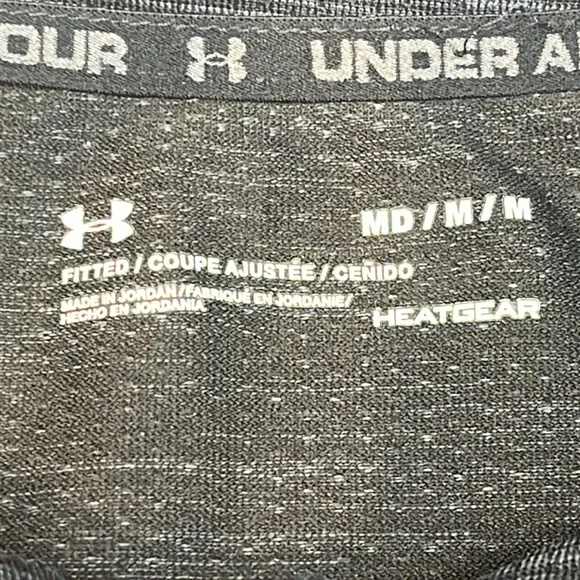 OUR UNDER A
MD / M / M
FITTED / COUPE AJUSTÉE / CEÑIDO
MADE IN JORDAN / FABRIQUÉ EN JORDANIE /
HECHO EN JORDANIA
HEATGEAR